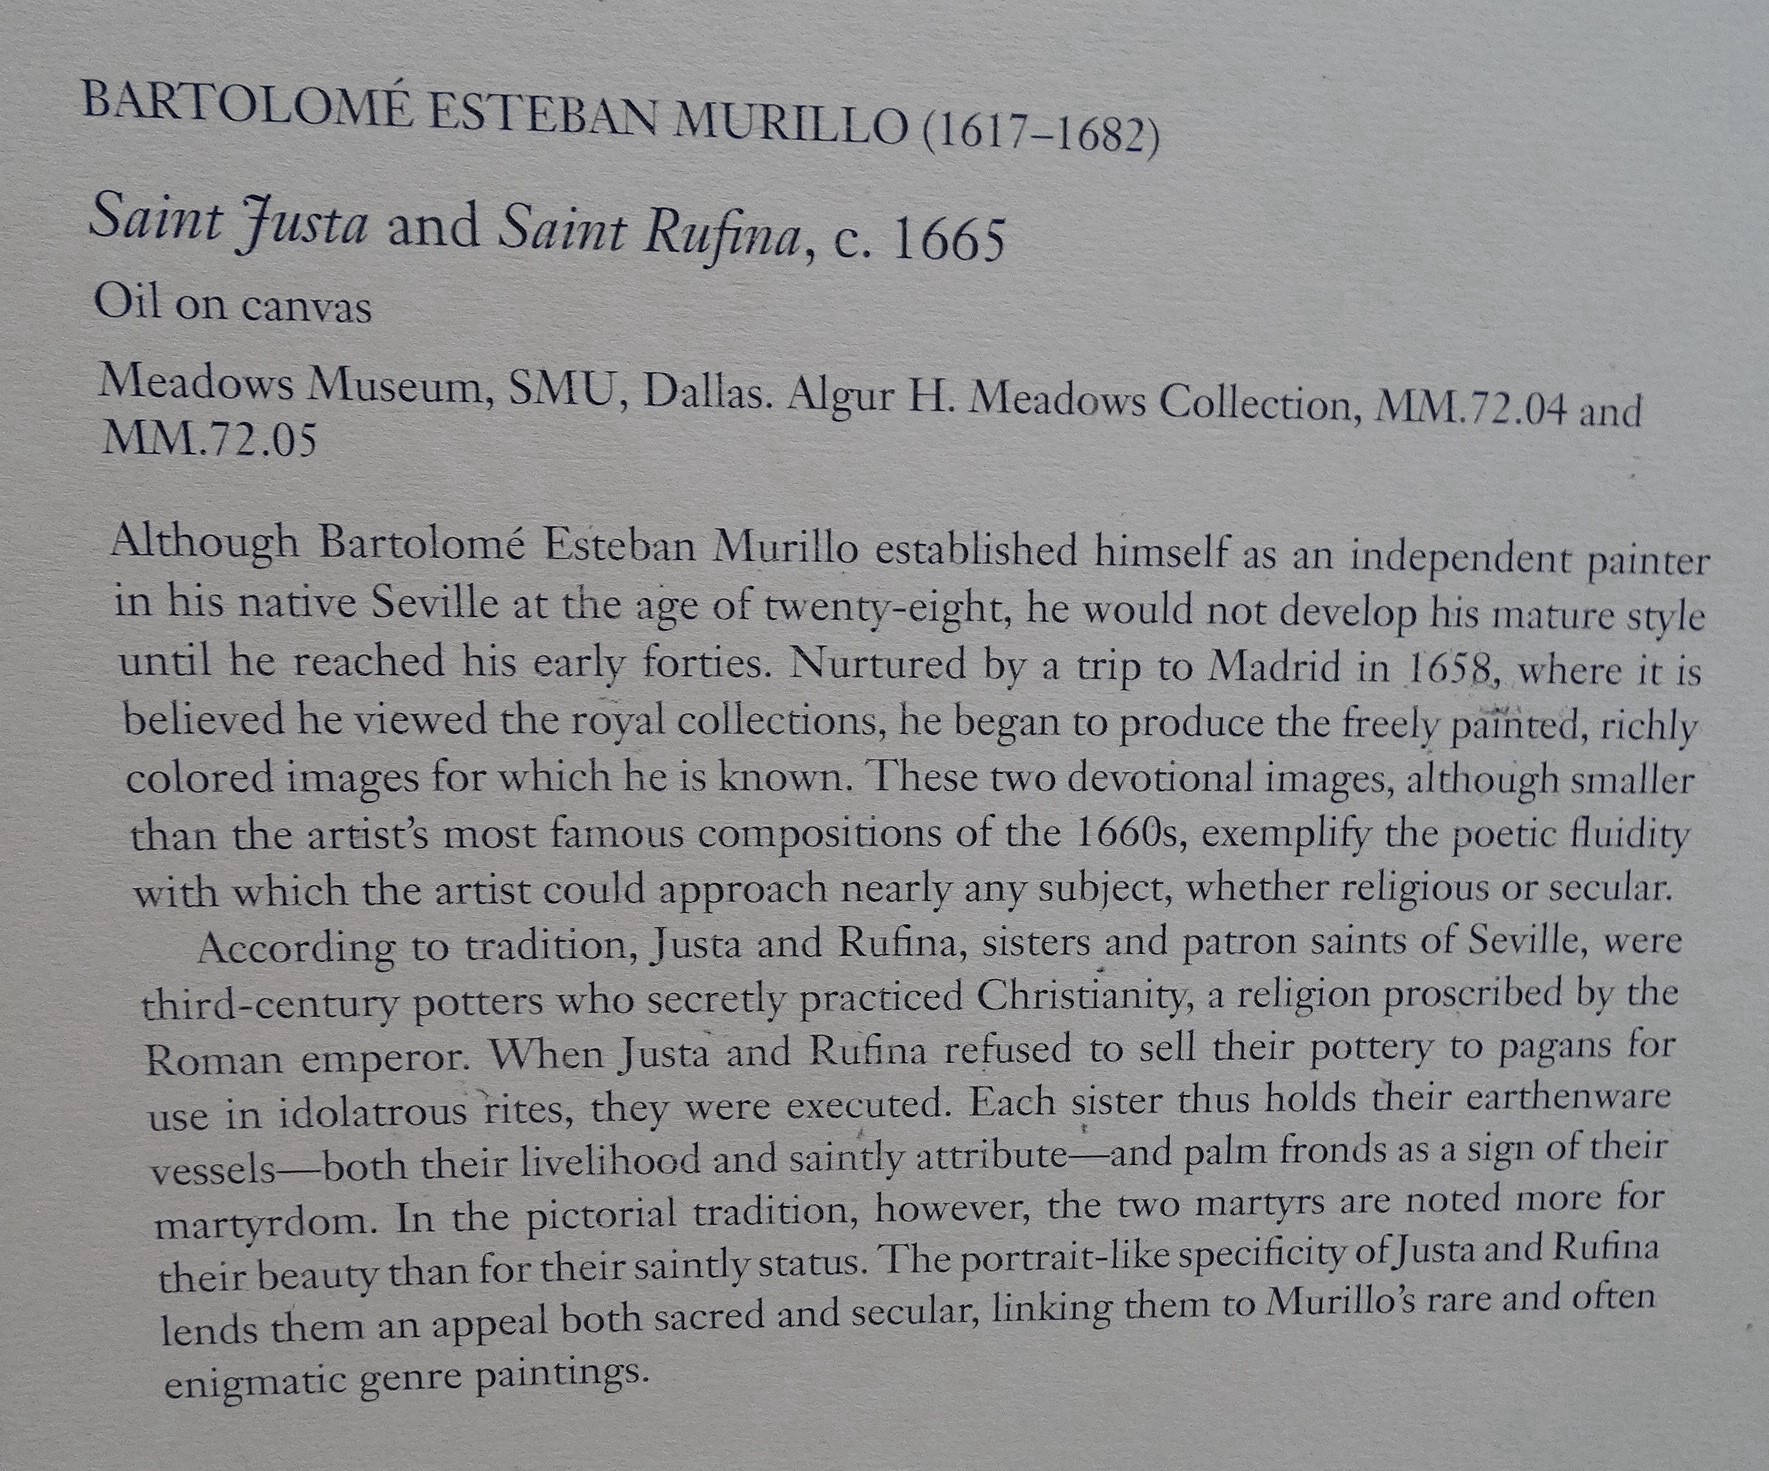 BARTOLOMÉ ESTEBAN MURILLO (1617–1682)
Saint Justa and Saint Rufina, c. 1665
Oil on canvas
Meadows Museum, SMU, Dallas. Algur H. Meadows Collection, MM.72.04 and
MM.72.05
Although Bartolomé Esteban Murillo established himself as an independent painter
in his native Seville at the age of twenty-eight, he would not develop his mature style
until he reached his early forties. Nurtured by a trip to Madrid in 1658, where it is
believed he viewed the royal collections, he began to produce the freely painted, richly
colored images for which he is known. These two devotional images, although smaller
than the artist’s most famous compositions of the 1660s, exemplify the poetic fluidity
with which the artist could approach nearly any subject, whether religious or secular.
According to tradition, Justa and Rufina, sisters and patron saints of Seville, were
third-century potters who secretly practiced Christianity, a religion proscribed by the
Roman emperor. When Justa and Rufina refused to sell their pottery to pagans for
use in idolatrous rites, they were executed. Each sister thus holds their earthenware
vessels—both their livelihood and saintly attribute—and palm fronds as a sign of their
martyrdom. In the pictorial tradition, however, the two martyrs are noted more for
their beauty than for their saintly status. The portrait-like specificity of Justa and Rufina
lends them an appeal both sacred and secular, linking them to Murillo’s rare and often
enigmatic genre paintings.